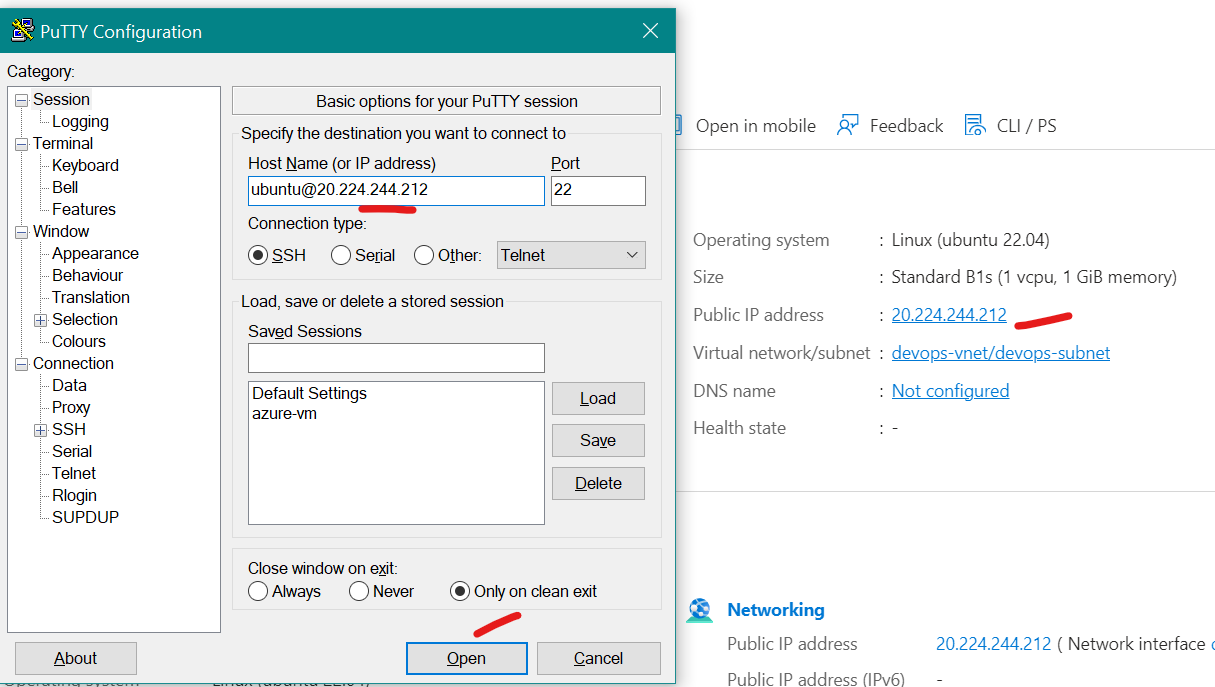 PuTTY Configuration
Category:
Session
Logging
Terminal
Keyboard
Bell
Features
Window
Appearance
Behaviour
Translation
Selection
Colours
Connection
Data
Proxy
SSH
Serial
Telnet
Rlogin
SUPDUP
Basic options for your PuTTY session
Specify the destination you want to connect to
Host Name (or IP address) Port
ubuntu@20.224.244.212 22
Connection type:
SSH Serial Other: Telnet
Load, save or delete a stored session
Saved Sessions
Default Settings
azure-vm
Load
Save
Delete
Close window on exit:
Always Never Only on clean exit
About Open Cancel
Open in mobile Feedback CLI / PS
Operating system : Linux (ubuntu 22.04)
Size : Standard B1s (1 vcpu, 1 GiB memory)
Public IP address : 20.224.244.212
Virtual network/subnet : devops-vnet/devops-subnet
DNS name : Not configured
Health state : -
Networking
Public IP address 20.224.244.212 ( Network interface
Public IP address (IPv6) -